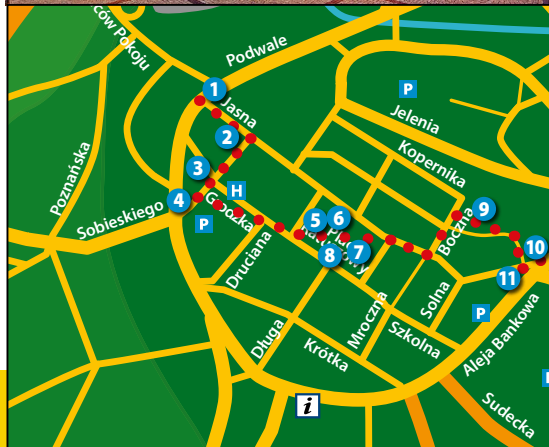 ców Pokoju
Podwale
P
1
Jasna
Jelenia
2
Kopernika
Poznańska
3
H
4
Grodzka
9
Sobieskiego
P
5
6
Boczna
10
Druciana
8
7
Solna
11
Mroczna
P
Szkolna
Aleja Bankowa
Długa
Krótka
i
Sudecka